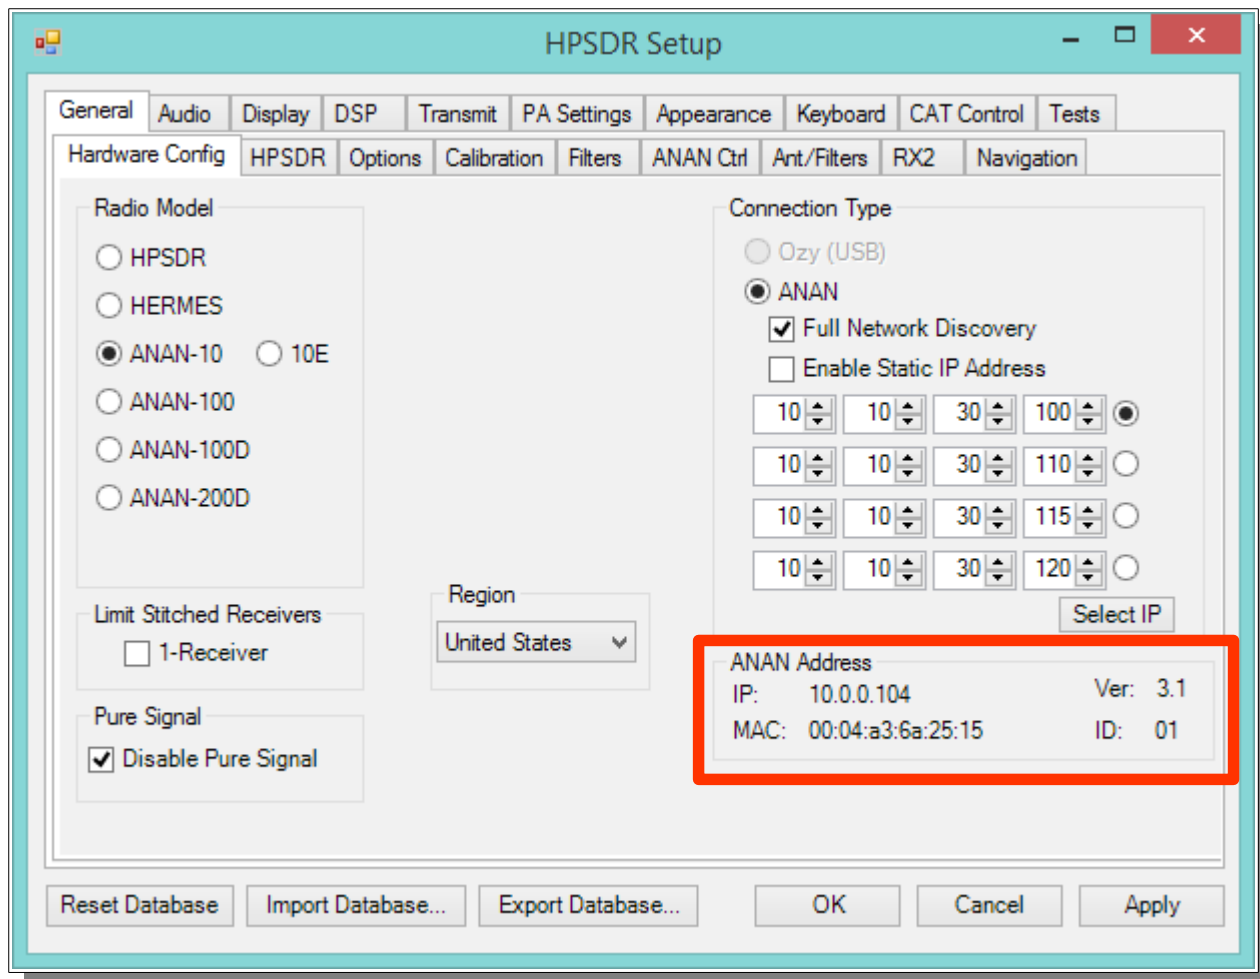 HPSDR Setup
General Audio Display DSP Transmit PA Settings Appearance Keyboard CAT Control Tests
Hardware Config HPSDR Options Calibration Filters ANAN Ctrl Ant/Filters RX2 Navigation
Radio Model
HPSDR
HERMES
ANAN-10 10E
ANAN-100
ANAN-100D
ANAN-200D
Limit Stitched Receivers
1-Receiver
Pure Signal
Disable Pure Signal
Region
United States
Connection Type
Ozy (USB)
ANAN
Full Network Discovery
Enable Static IP Address
10 10 30 100
10 10 30 110
10 10 30 115
10 10 30 120
Select IP
ANAN Address
IP: 10.0.0.104 Ver: 3.1
MAC: 00:04:a3:6a:25:15 ID: 01
Reset Database Import Database... Export Database... OK Cancel Apply